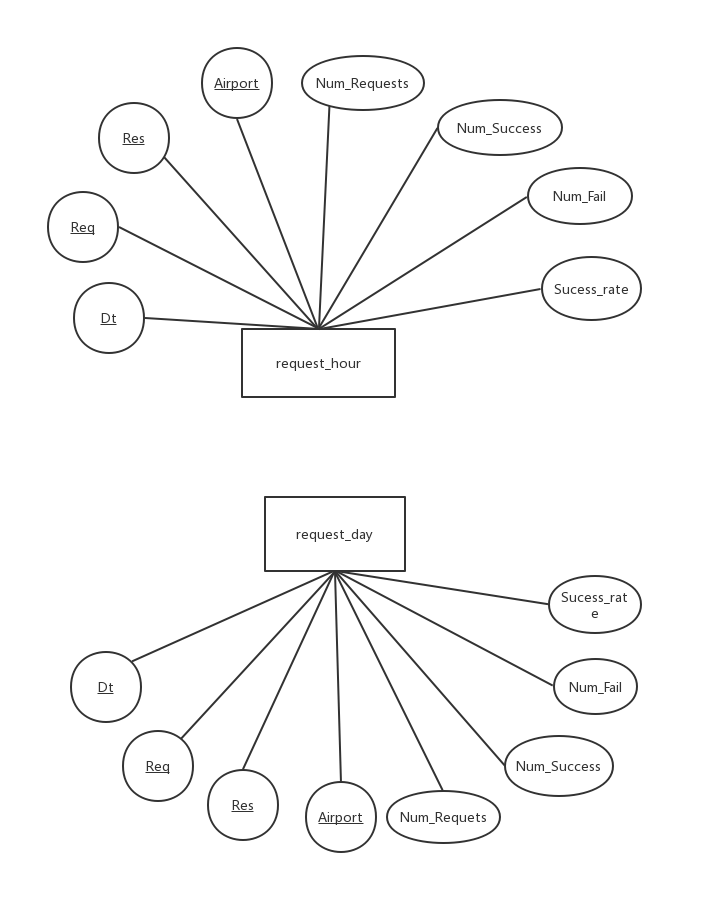 Airport
Num_Requests
Num_Success
Res
Num_Fail
Req
Sucess_rate
Dt
request_hour
request_day
Sucess_rat
e
Dt
Num_Fail
Req
Num_Success
Res
Airport
Num_Requets